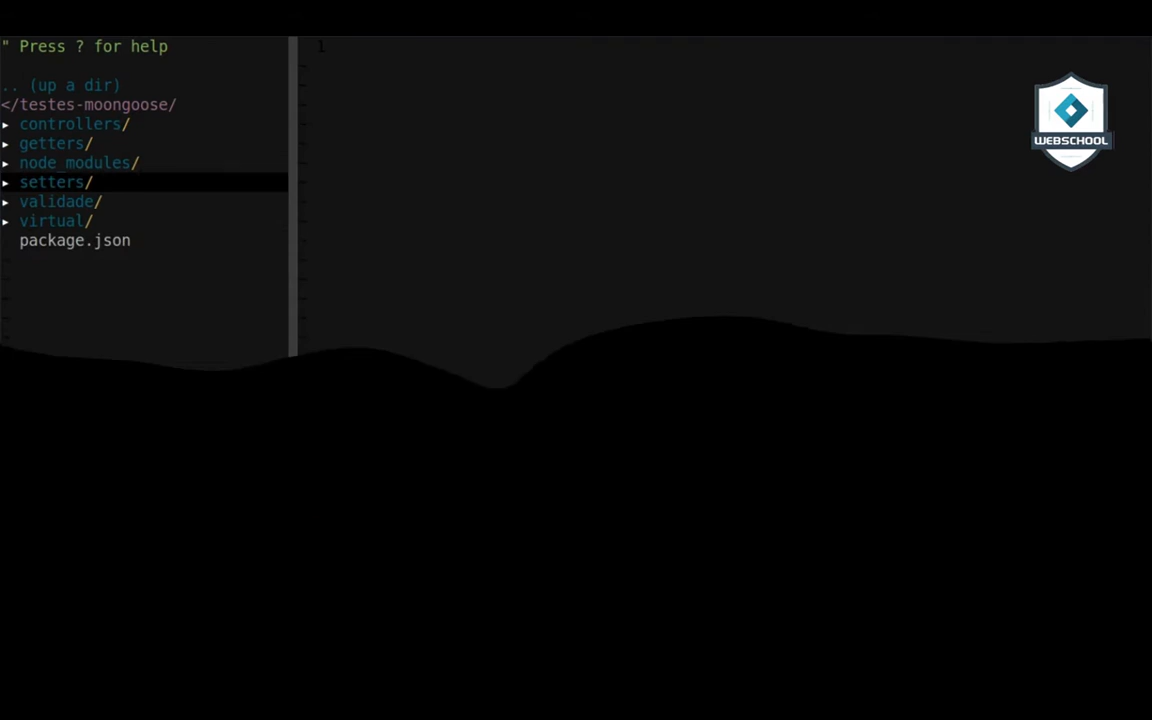 " Press ? for help
.. (up a dir)
</testes-moongoose/
▸ controllers/
▸ getters/
▸ node_modules/
▸ setters/
▸ validade/
▸ virtual/
package.json
1
WEBSCHOOL